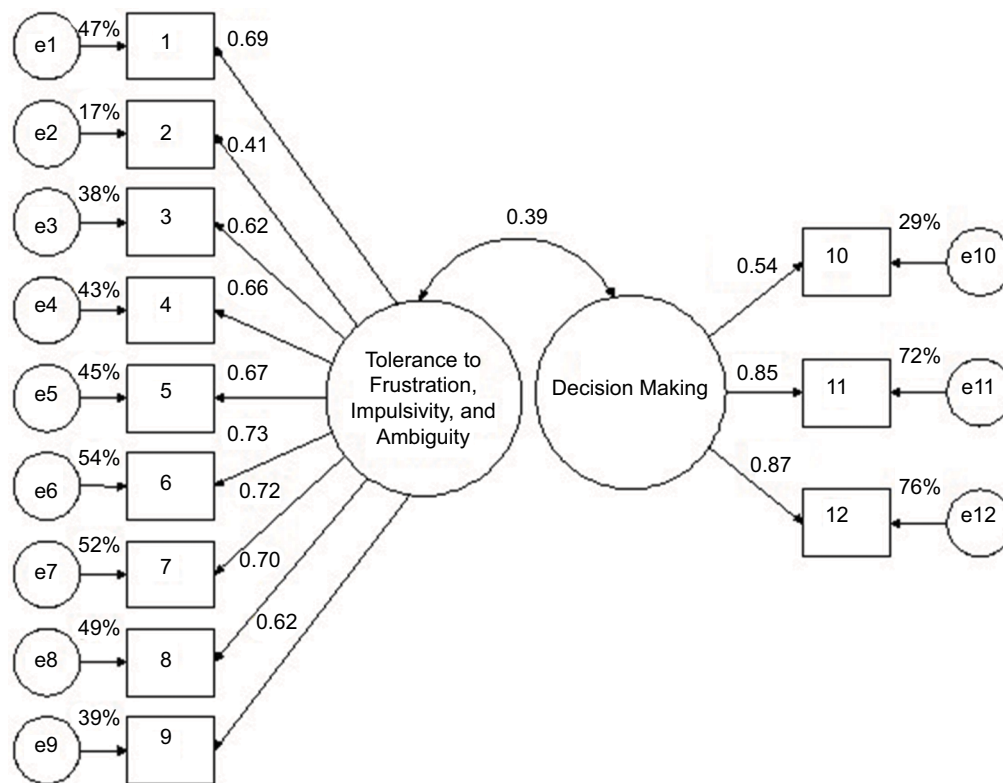 e1 47% 1 0.69
e2 17% 2 0.41
e3 38% 3 0.62
e4 43% 4 0.66
e5 45% 5 0.67
e6 54% 6 0.73
e7 52% 7 0.72
e8 49% 8 0.70
e9 39% 9 0.62
Tolerance to
Frustration,
Impulsivity, and
Ambiguity
0.39
Decision Making
0.54 10 29% e10
0.85 11 72% e11
0.87 12 76% e12